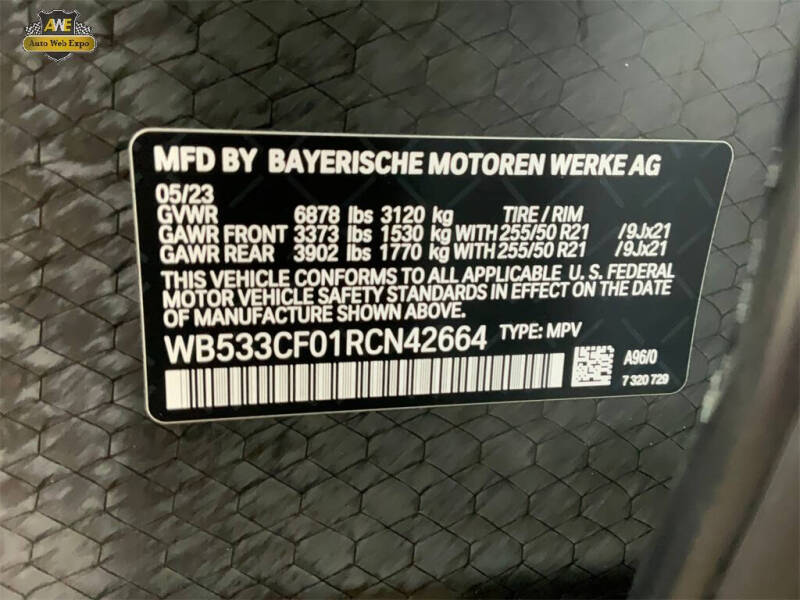 AWE
Auto Web Expo
MFD BY BAYERISCHE MOTOREN WERKE AG
05/23
GVWR 6878 lbs 3120 kg TIRE / RIM
GAWR FRONT 3373 lbs 1530 kg WITH 255/50 R21 / 9Jx21
GAWR REAR 3902 lbs 1770 kg WITH 255/50 R21 / 9Jx21
THIS VEHICLE CONFORMS TO ALL APPLICABLE U. S. FEDERAL
MOTOR VEHICLE SAFETY STANDARDS IN EFFECT ON THE DATE
OF MANUFACTURE SHOWN ABOVE.
WB533CF01RCN42664 TYPE: MPV
A96/0
7 320 729